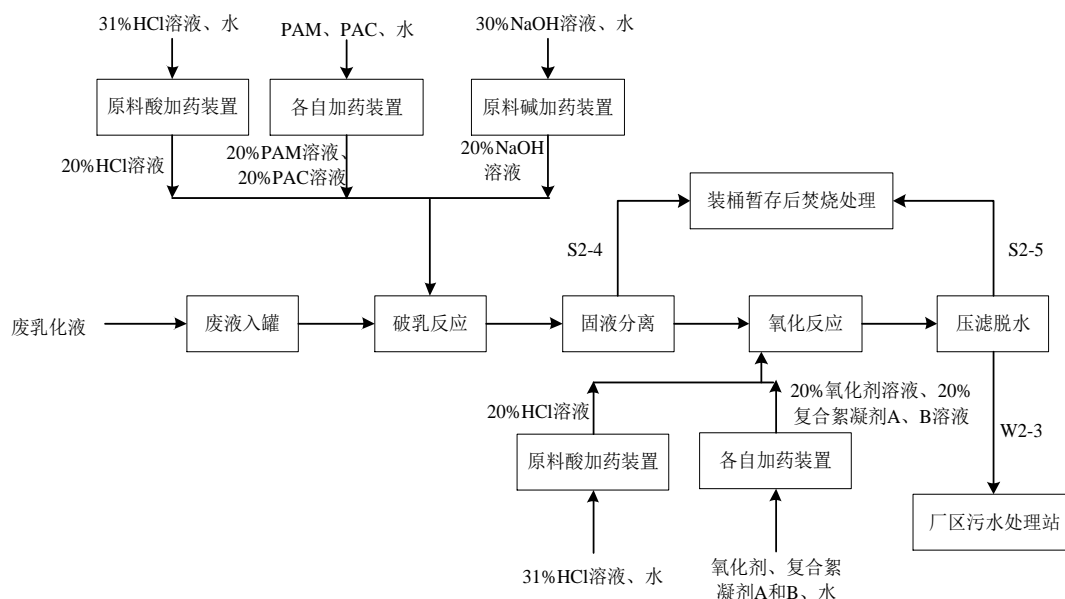 31%HCl溶液、水
PAM、PAC、水
30%NaOH溶液、水
原料酸加药装置
各自加药装置
原料碱加药装置
20%HCl溶液
20%PAM溶液、
20%PAC溶液
20%NaOH
溶液
装桶暂存后焚烧处理
S2-4
S2-5
废乳化液
废液入罐
破乳反应
固液分离
氧化反应
压滤脱水
20%HCl溶液
20%氧化剂溶液、20%
复合絮凝剂A、B溶液
W2-3
原料酸加药装置
各自加药装置
厂区污水处理站
31%HCl溶液、水
氧化剂、复合絮
凝剂A和B、水